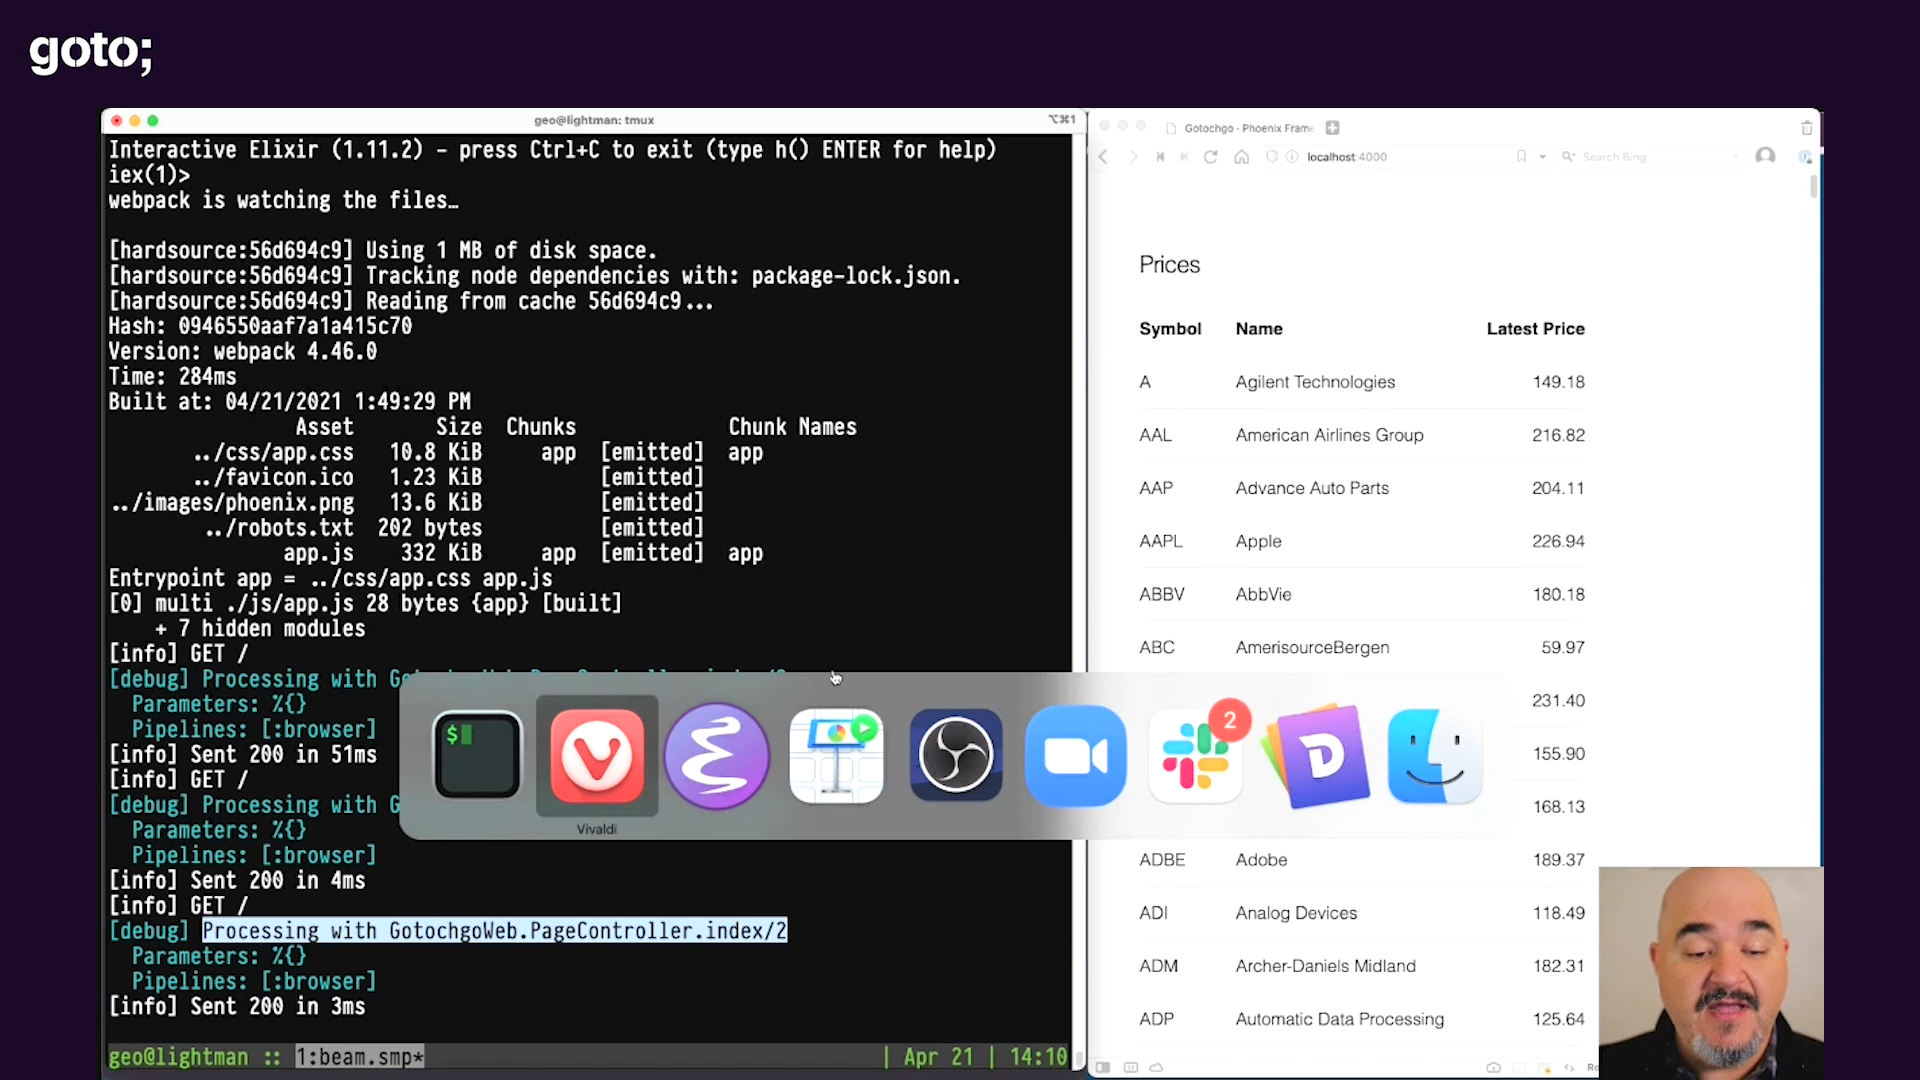 goto;
geo@lightman: tmux
⌥⌘1
Interactive Elixir (1.11.2) - press Ctrl+C to exit (type h() ENTER for help)
iex(1)>
webpack is watching the files…
[hardsource:56d694c9] Using 1 MB of disk space.
[hardsource:56d694c9] Tracking node dependencies with: package-lock.json.
[hardsource:56d694c9] Reading from cache 56d694c9...
Hash: 0946550aaf7a1a415c70
Version: webpack 4.46.0
Time: 284ms
Built at: 04/21/2021 1:49:29 PM
Asset Size Chunks Chunk Names
../css/app.css 10.8 KiB app [emitted] app
../favicon.ico 1.23 KiB [emitted]
../images/phoenix.png 13.6 KiB [emitted]
../robots.txt 202 bytes [emitted]
app.js 332 KiB app [emitted] app
Entrypoint app = ../css/app.css app.js
[0] multi ./js/app.js 28 bytes {app} [built]
+ 7 hidden modules
[info] GET /
[debug] Processing with
Parameters: %{}
Pipelines: [:browser]
[info] Sent 200 in 51ms
[info] GET /
[debug] Processing with
Parameters: %{}
Pipelines: [:browser]
[info] Sent 200 in 4ms
[info] GET /
[debug] Processing with GotochgoWeb.PageController.index/2
Parameters: %{}
Pipelines: [:browser]
[info] Sent 200 in 3ms
geo@lightman :: 1:beam.smp* | Apr 21 | 14:10
$
2
Vivaldi
Gotochgo · Phoenix Frame
localhost:4000
Search Bing
Prices
Symbol Name Latest Price
A Agilent Technologies 149.18
AAL American Airlines Group 216.82
AAP Advance Auto Parts 204.11
AAPL Apple 226.94
ABBV AbbVie 180.18
ABC AmerisourceBergen 59.97
231.40
155.90
168.13
ADBE Adobe 189.37
ADI Analog Devices 118.49
ADM Archer-Daniels Midland 182.31
ADP Automatic Data Processing 125.64